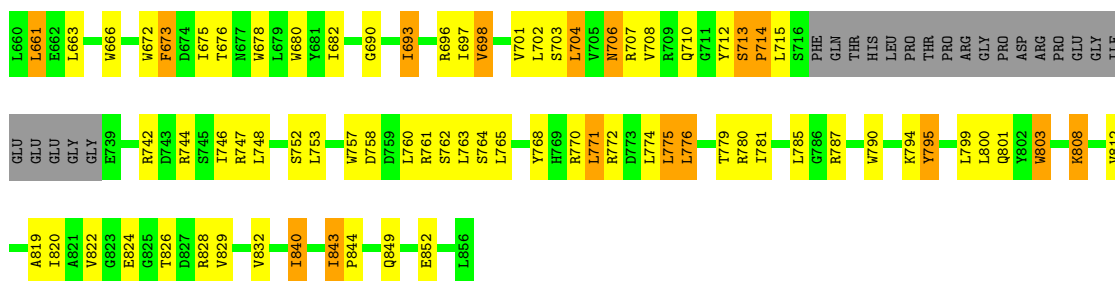 L660 L661 E662 L663 W666 W672 F673 D674 I675 T676 N677 W678 L679 W680 Y681 I682 G690 I693 R696 I697 V698 V701 L702 S703 L704 V705 N706 R707 V708 R709 Q710 G711 Y712 S713 P714 L715 S716 PHE GLN THR HIS LEU PRO THR PRO ARG GLY PRO ASP ARG PRO GLU GLY ILE
GLU GLU GLU GLY GLY E739 R742 D743 R744 S745 I746 R747 L748 S752 L753 W757 D758 D759 L760 R761 S762 L763 S764 L765 Y768 H769 R770 L771 R772 D773 L774 L775 L776 T779 R780 I781 L785 G786 R787 W790 K794 Y795 L799 L800 Q801 Y802 W803 K808 V812
A819 I820 A821 V822 G823 E824 G825 T826 D827 R828 V829 V832 I840 I843 P844 Q849 E852 L856